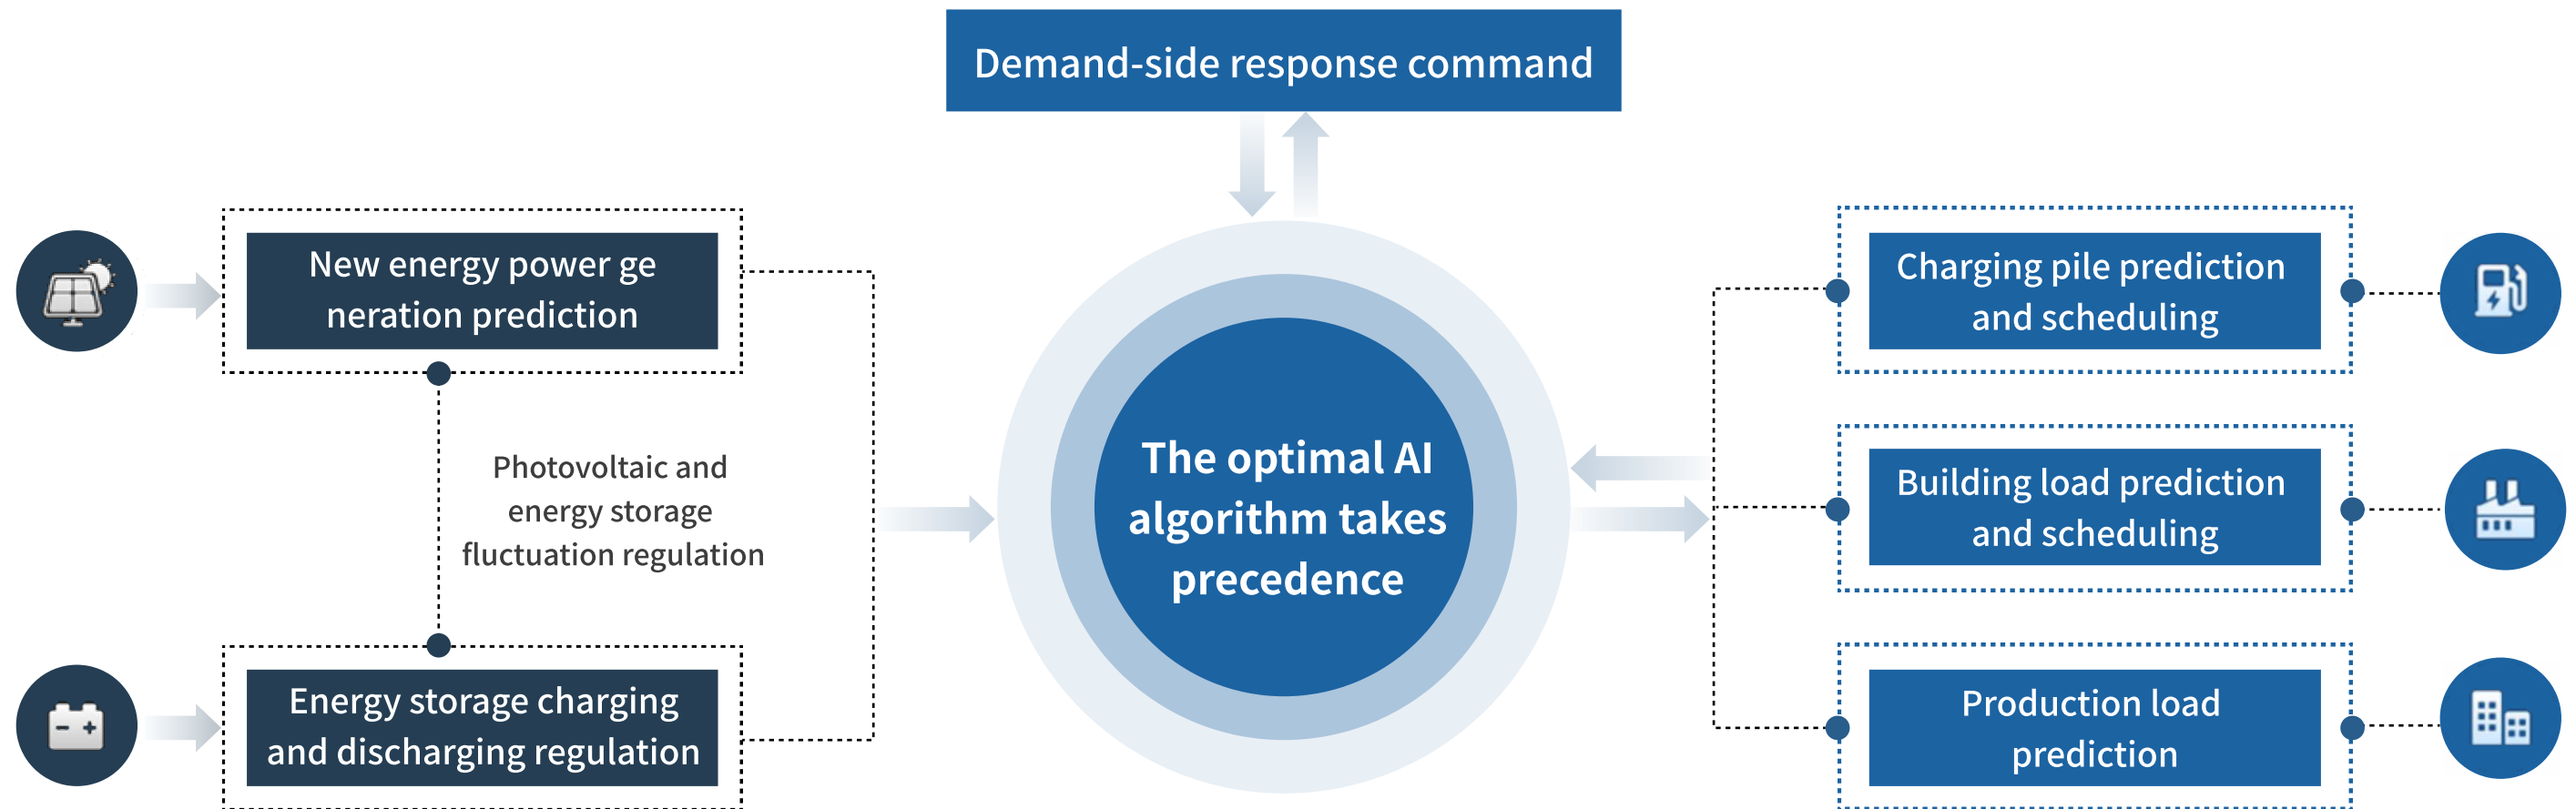 Demand-side response command
New energy power ge
neration prediction
Photovoltaic and
energy storage
fluctuation regulation
Energy storage charging
and discharging regulation
The optimal AI
algorithm takes
precedence
Charging pile prediction
and scheduling
Building load prediction
and scheduling
Production load
prediction